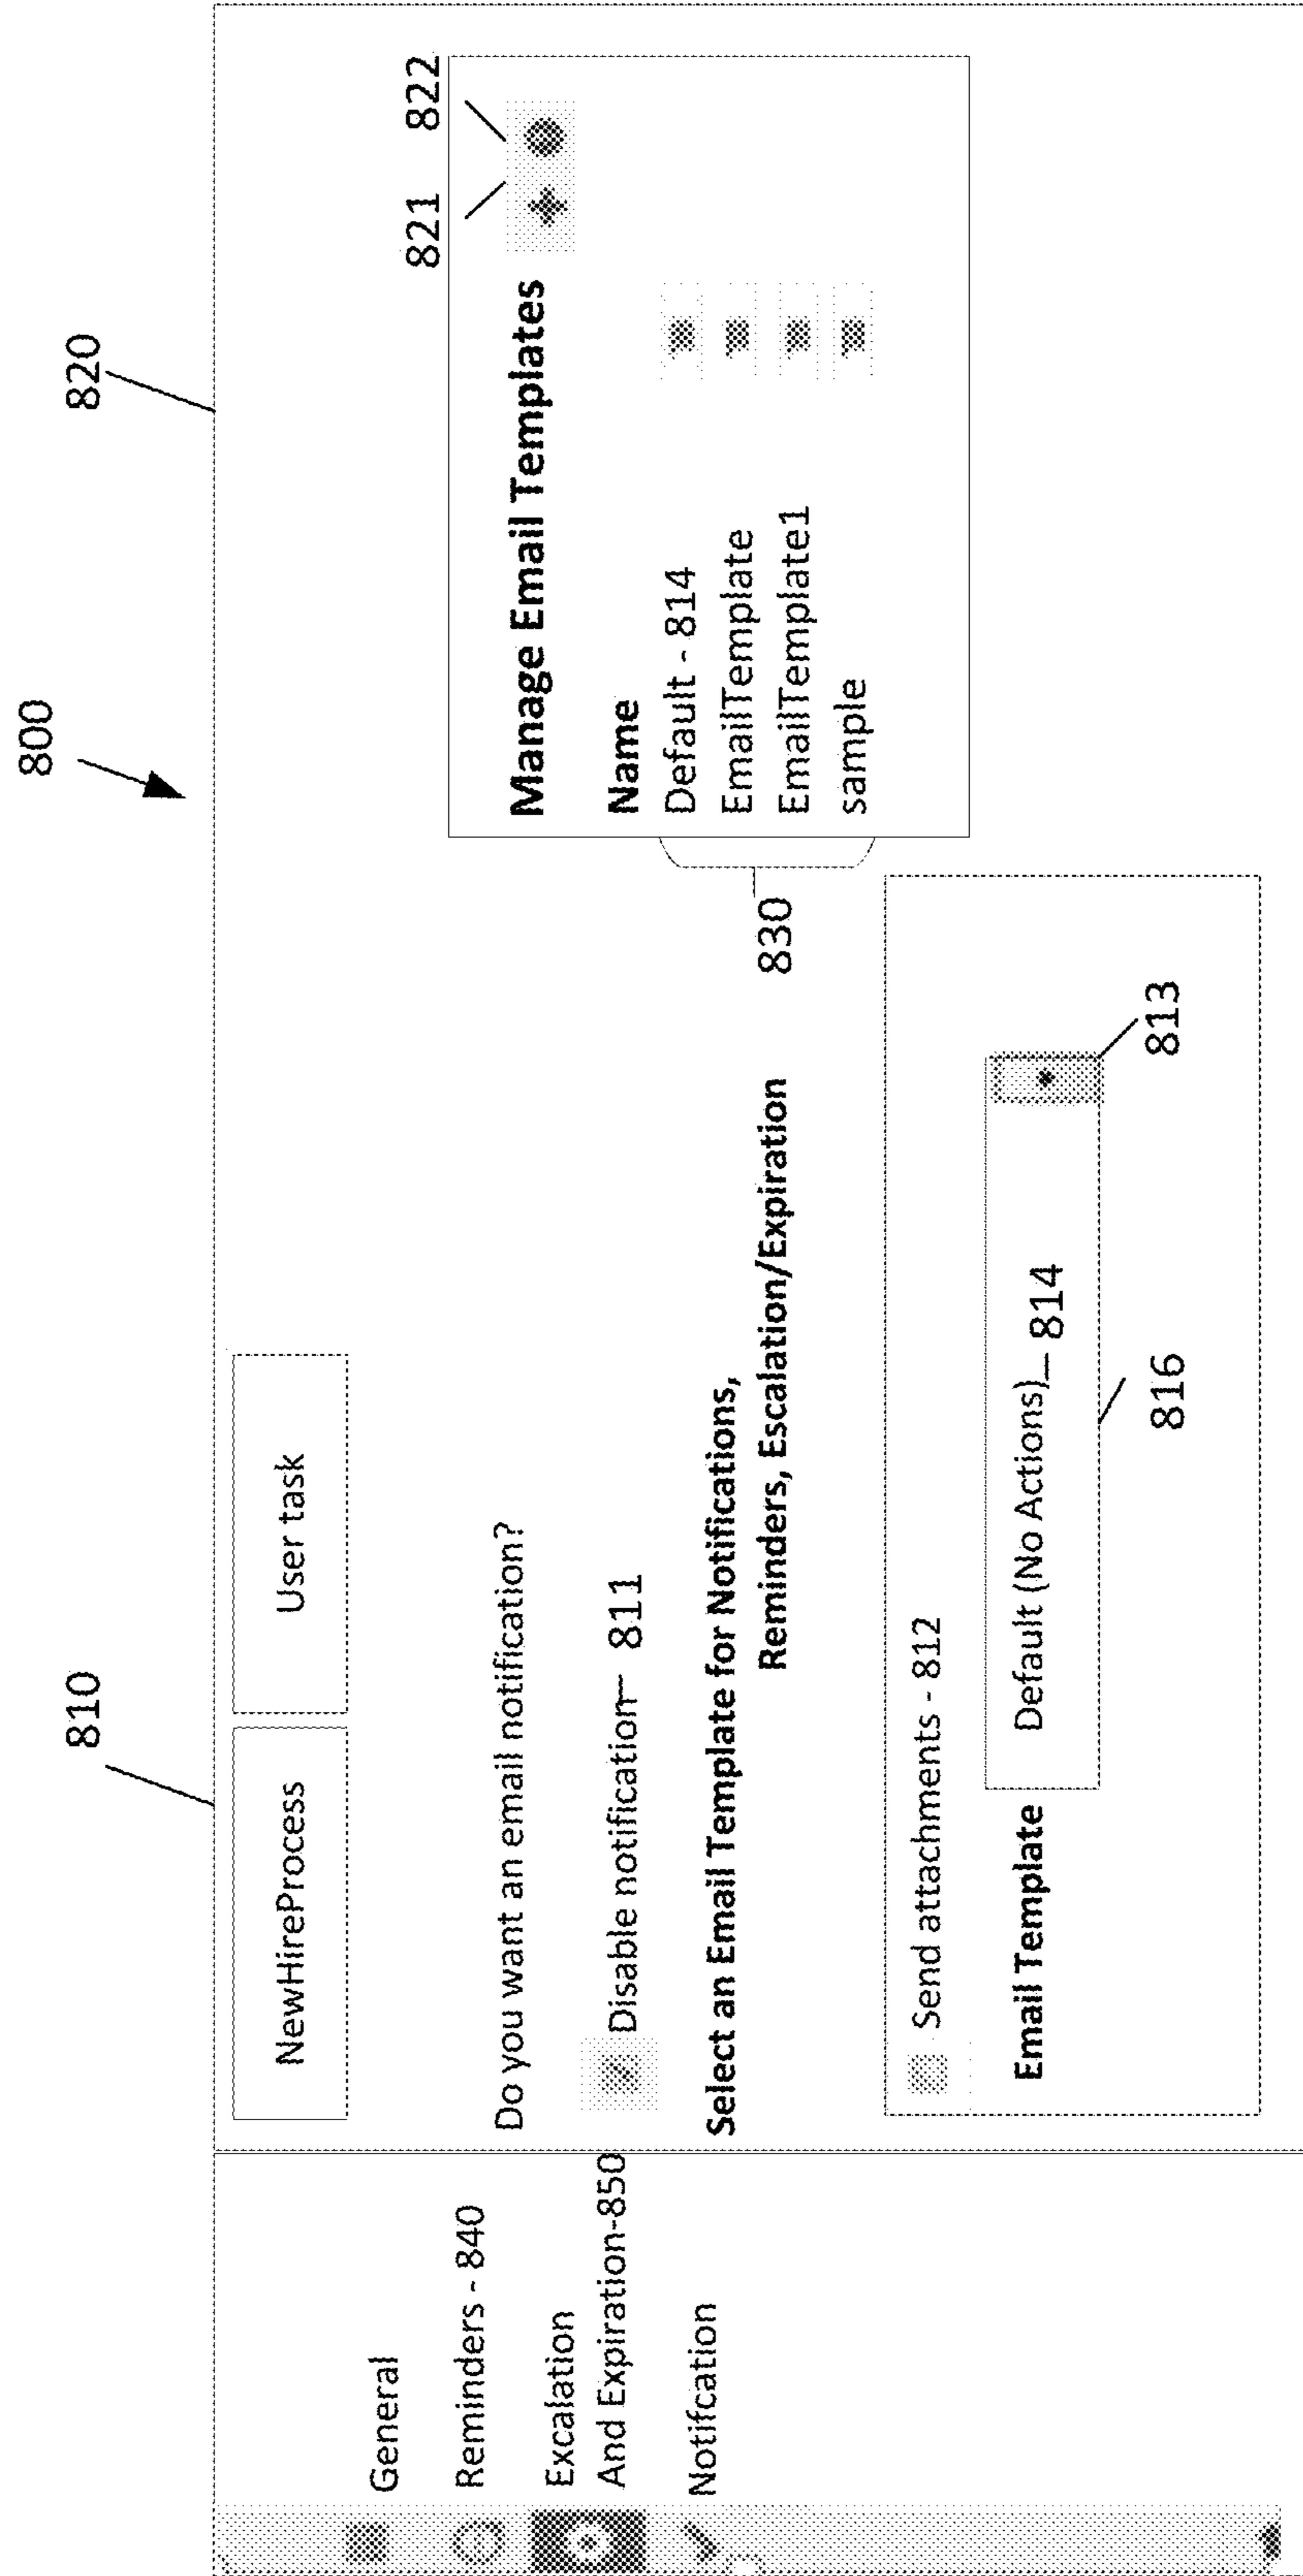 800
810
820
NewHireProcess
User task
General
Reminders - 840
Excalation
And Expiration-850
Notifcation
Do you want an email notification?
Disable notification— 811
Select an Email Template for Notifications,
Reminders, Escalation/Expiration
Send attachments - 812
Email Template
Default (No Actions)— 814
816
813
821
822
Manage Email Templates
Name
Default - 814
EmailTemplate
EmailTemplate1
sample
830